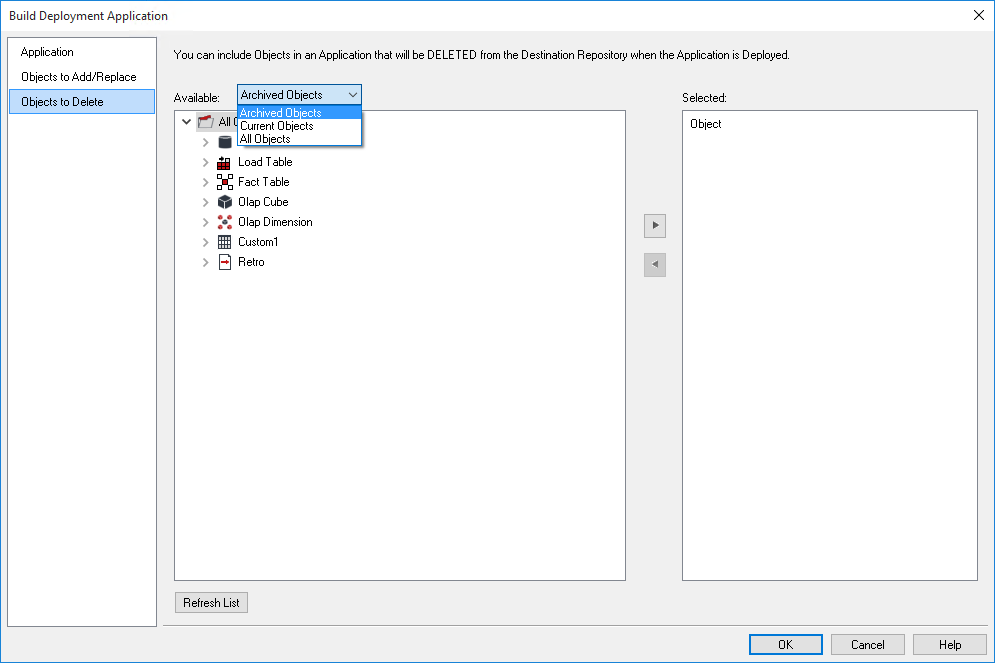 Build Deployment Application
Application
Objects to Add/Replace
Objects to Delete
You can include Objects in an Application that will be DELETED from the Destination Repository when the Application is Deployed.
Available:
Archived Objects
Archived Objects
Current Objects
All Objects
All
Load Table
Fact Table
Olap Cube
Olap Dimension
Custom1
Retro
Refresh List
Selected:
Object
OK
Cancel
Help